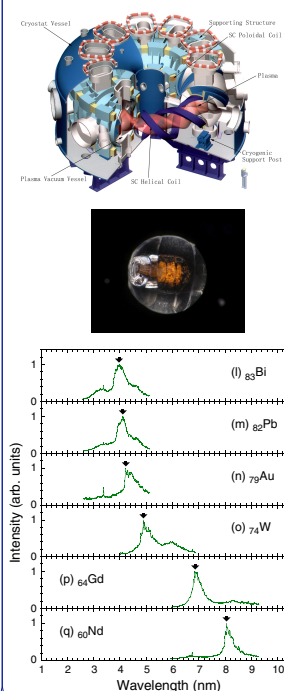 Cryostat Vessel
Supporting Structure
SC Poloidal Coil
Plasma
Cryogenic
Support Post
Plasma Vacuum Vessel
SC Helical Coil
Intensity (arb. units)
1
0
(l) 83Bi
1
0
(m) 82Pb
1
0
(n) 79Au
1
0
(o) 74W
1
0
(p) 64Gd
1
0
(q) 60Nd
1 2 3 4 5 6 7 8 9 10
Wavelength (nm)